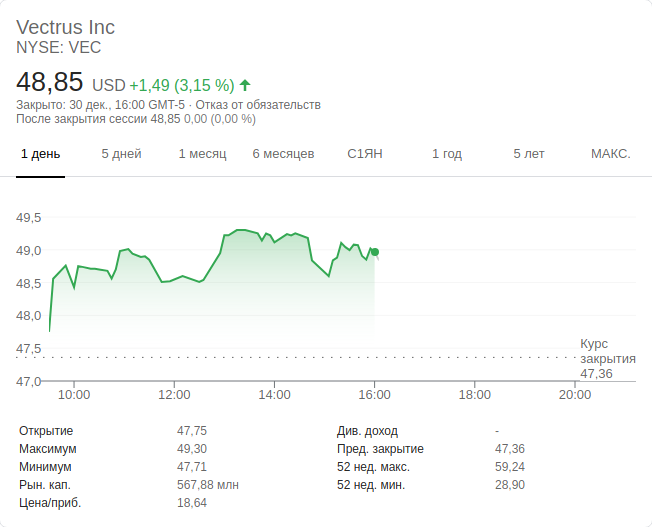 Vectrus Inc
NYSE: VEC
48,85 USD +1,49 (3,15 %)
Закрыто: 30 дек., 16:00 GMT-5 · Отказ от обязательств
После закрытия сессии 48,85 0,00 (0,00 %)
1 день 5 дней 1 месяц 6 месяцев С1ЯН 1 год 5 лет МАКС.
49,5
49,0
48,5
48,0
47,5
47,0
Курс
закрытия
47,36
10:00 12:00 14:00 16:00 18:00 20:00
Открытие 47,75 Див. доход -
Максимум 49,30 Пред. закрытие 47,36
Минимум 47,71 52 нед. макс. 59,24
Рын. кап. 567,88 млн 52 нед. мин. 28,90
Цена/приб. 18,64